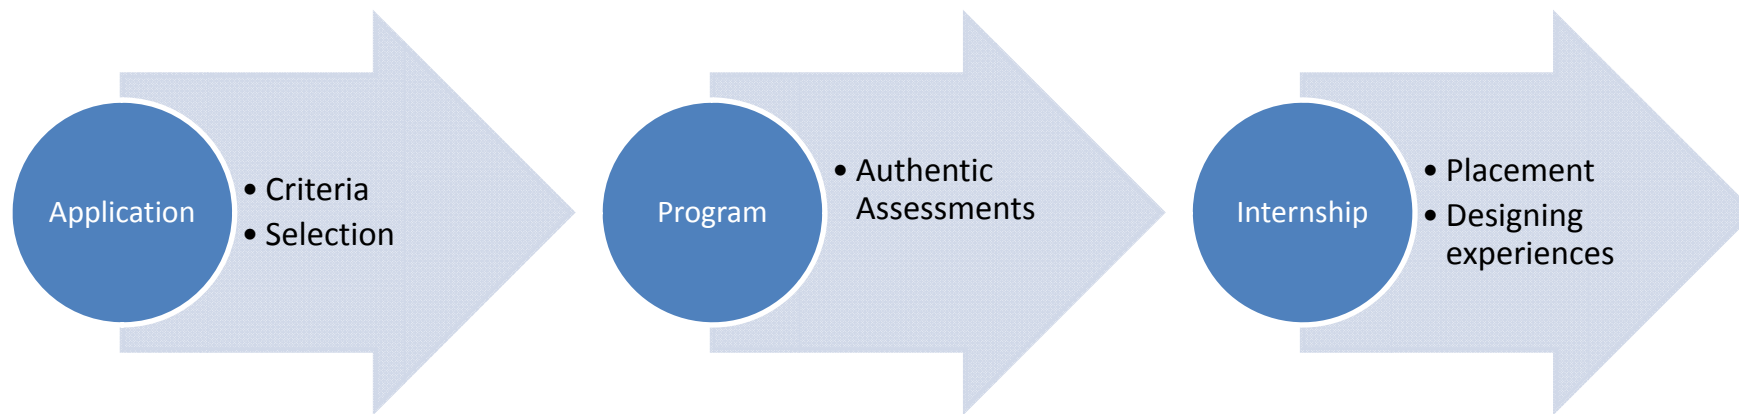 Application
• Criteria
• Selection
Program
• Authentic
Assessments
Internship
• Placement
• Designing
experiences